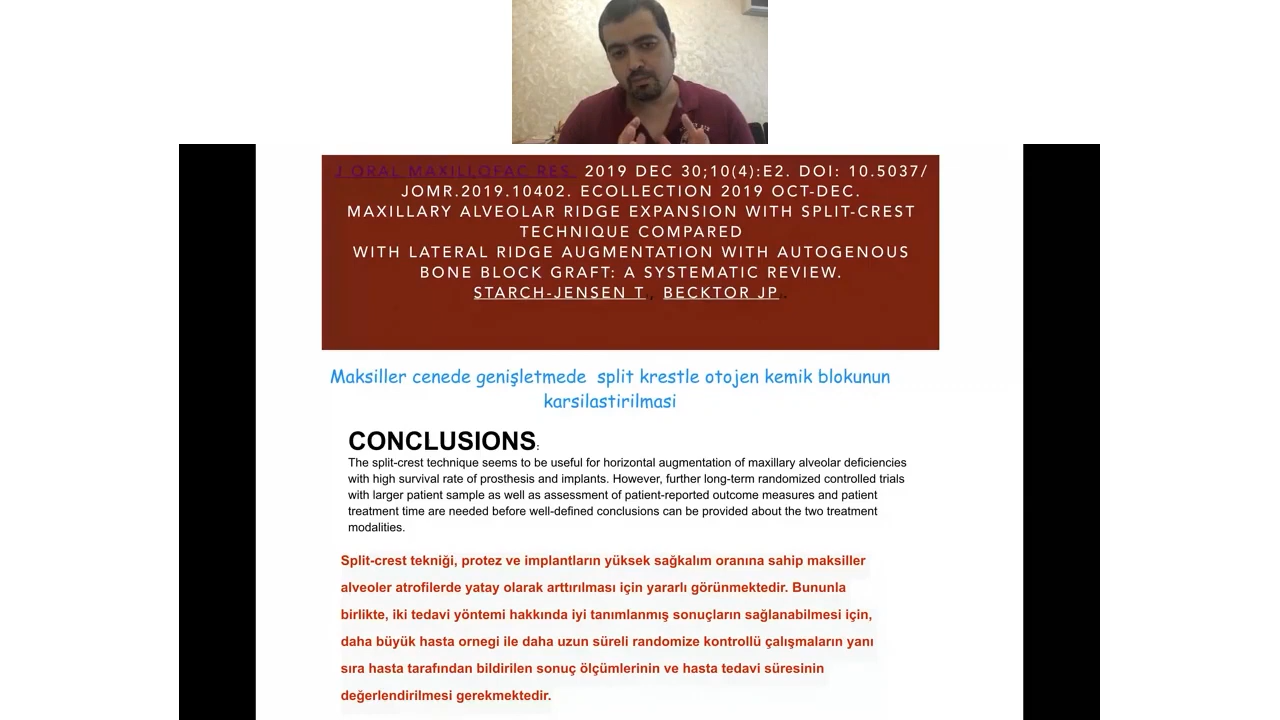 J ORAL MAXILLOFAC RES. 2019 DEC 30;10(4):E2. DOI: 10.5037/
JOMR.2019.10402. ECOLLECTION 2019 OCT-DEC.
MAXILLARY ALVEOLAR RIDGE EXPANSION WITH SPLIT-CREST
TECHNIQUE COMPARED
WITH LATERAL RIDGE AUGMENTATION WITH AUTOGENOUS
BONE BLOCK GRAFT: A SYSTEMATIC REVIEW.
STARCH-JENSEN T, BECKTOR JP.
Maksiller cenede genişletmede split krestle otojen kemik blokunun
karsilastirilmasi
CONCLUSIONS:
The split-crest technique seems to be useful for horizontal augmentation of maxillary alveolar deficiencies
with high survival rate of prosthesis and implants. However, further long-term randomized controlled trials
with larger patient sample as well as assessment of patient-reported outcome measures and patient
treatment time are needed before well-defined conclusions can be provided about the two treatment
modalities.
Split-crest tekniği, protez ve implantların yüksek sağkalım oranına sahip maksiller
alveoler atrofilerde yatay olarak arttırılması için yararlı görünmektedir. Bununla
birlikte, iki tedavi yöntemi hakkında iyi tanımlanmış sonuçların sağlanabilmesi için,
daha büyük hasta ornegi ile daha uzun süreli randomize kontrollü çalışmaların yanı
sıra hasta tarafından bildirilen sonuç ölçümlerinin ve hasta tedavi süresinin
değerlendirilmesi gerekmektedir.